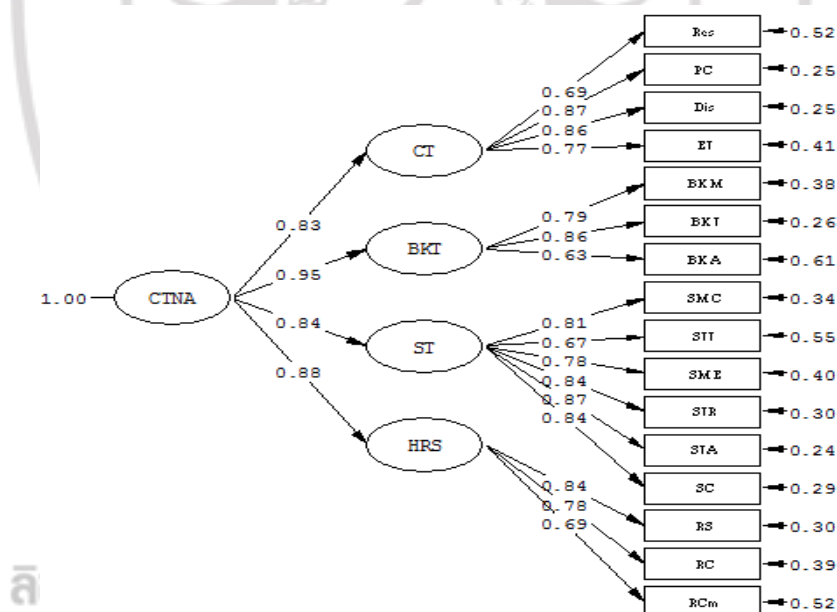 Res 0.52
PC 0.25
0.69
0.87 Dis 0.25
0.86
CT 0.77 ET 0.41
BKM 0.38
0.79
0.83 0.86 BKT 0.26
BKT 0.63
0.95 BKA 0.61
1.00 CTNA SMC 0.34
0.84 0.81
ST 0.67 STT 0.55
0.78
0.88 0.84 SME 0.40
0.87
0.84 STR 0.30
HRS STA 0.24
0.84 SC 0.29
0.78
0.69 RS 0.30
RC 0.39
RCm 0.52